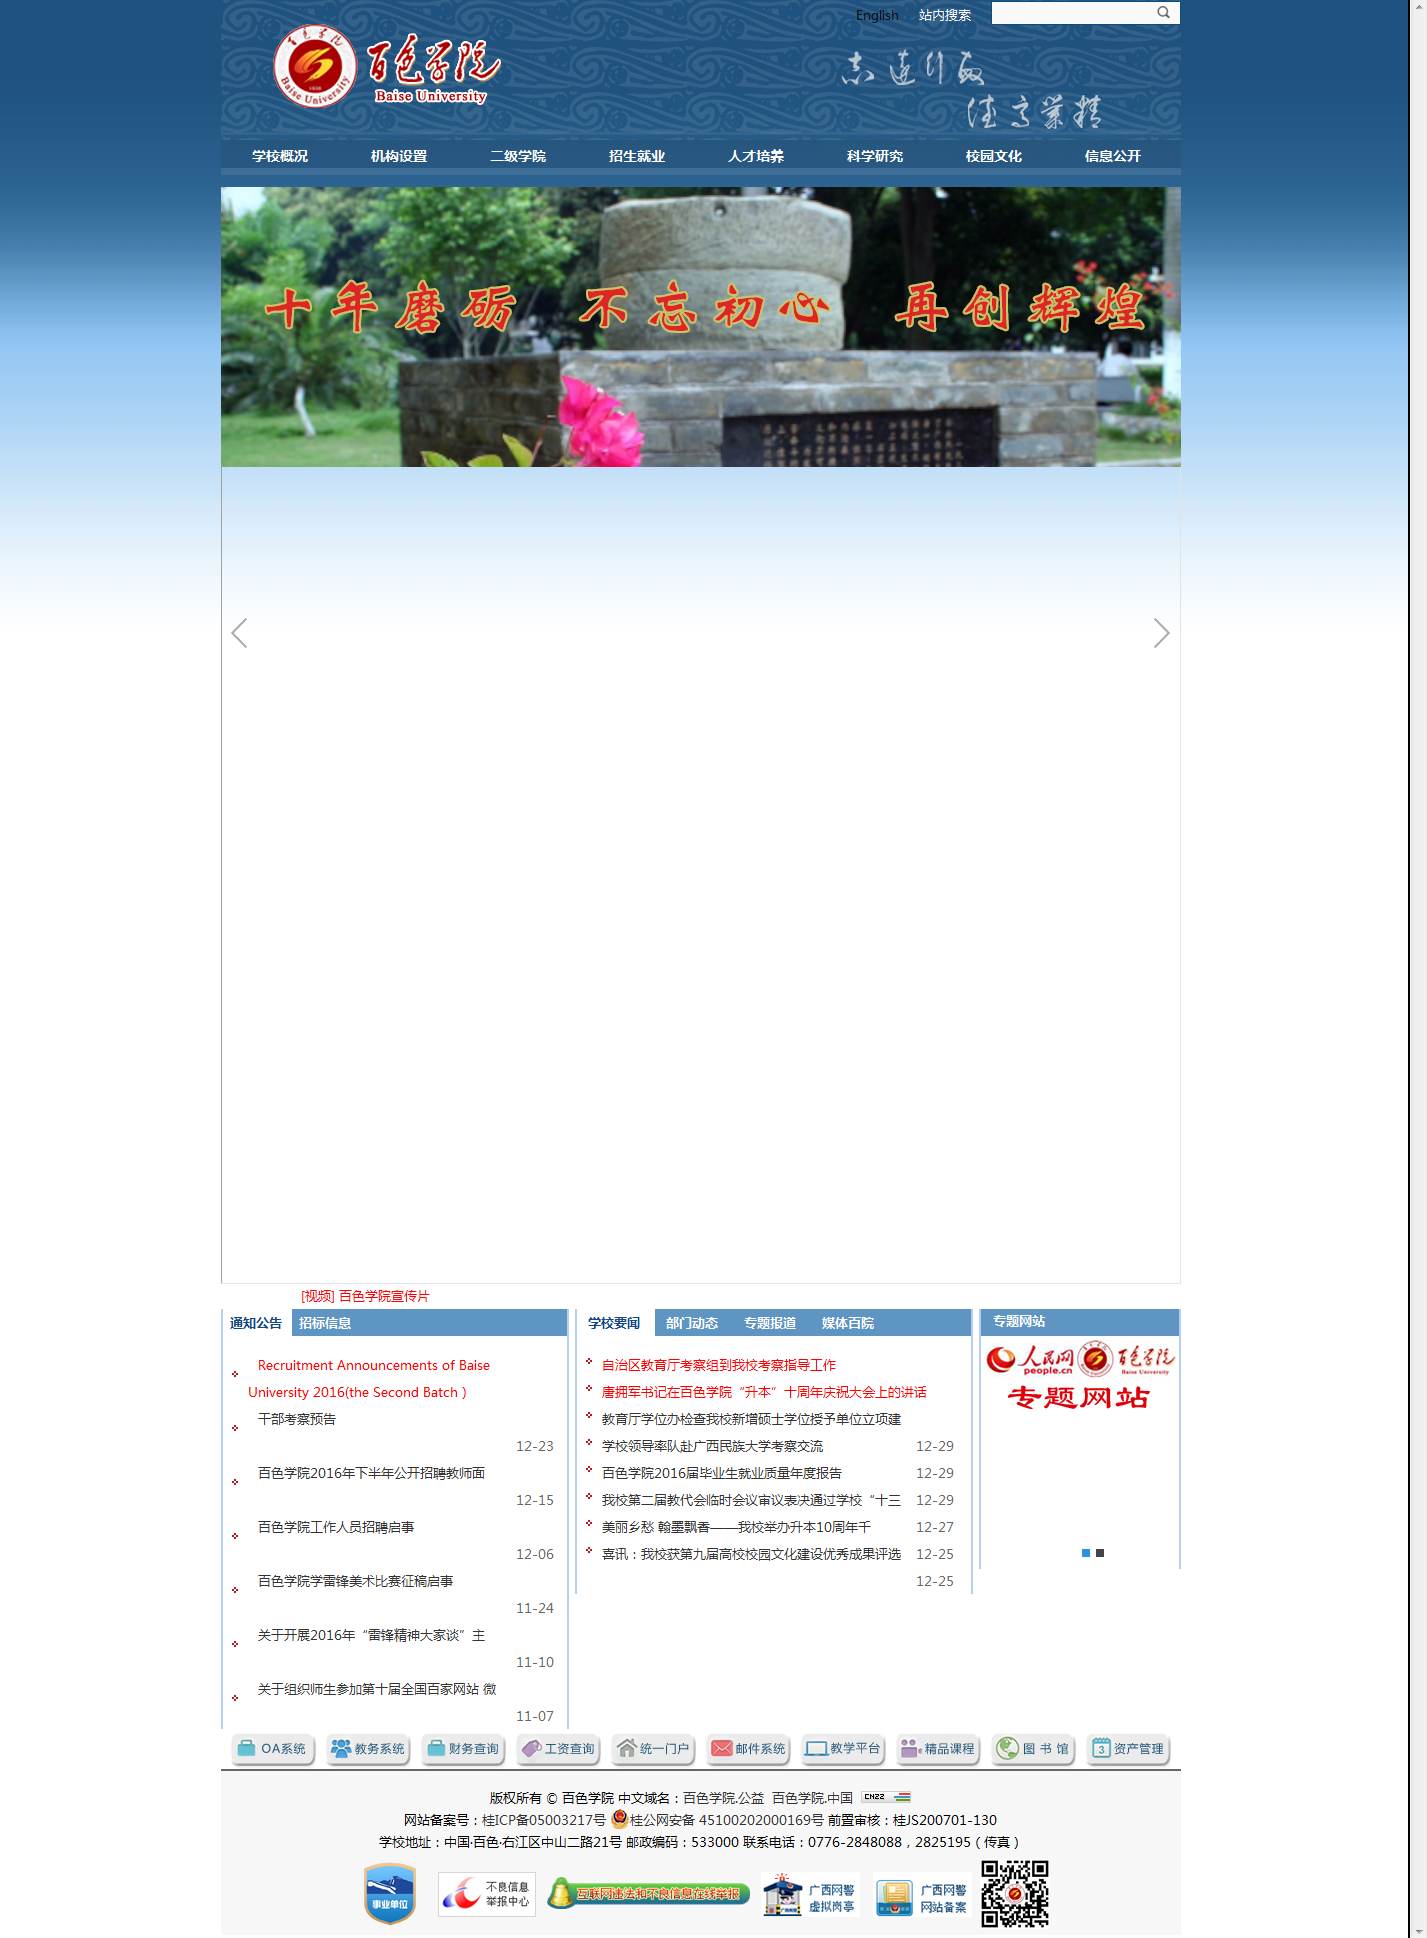 English 站内搜索
百色学院
Baise University
志远行敏
德高业精
学校概况 机构设置 二级学院 招生就业 人才培养 科学研究 校园文化 信息公开
十年磨砺 不忘初心 再创辉煌
[视频] 百色学院宣传片
通知公告 招标信息
Recruitment Announcements of Baise
University 2016(the Second Batch )
干部考察预告
12-23
百色学院2016年下半年公开招聘教师面
12-15
百色学院工作人员招聘启事
12-06
百色学院学雷锋美术比赛征稿启事
11-24
关于开展2016年“雷锋精神大家谈”主
11-10
关于组织师生参加第十届全国百家网站 微
11-07
学校要闻 部门动态 专题报道 媒体百院
自治区教育厅考察组到我校考察指导工作
唐拥军书记在百色学院“升本”十周年庆祝大会上的讲话
教育厅学位办检查我校新增硕士学位授予单位立项建
学校领导率队赴广西民族大学考察交流 12-29
百色学院2016届毕业生就业质量年度报告 12-29
我校第二届教代会临时会议审议表决通过学校“十三 12-29
美丽乡愁 翰墨飘香——我校举办升本10周年千 12-27
喜讯：我校获第九届高校校园文化建设优秀成果评选 12-25
12-25
专题网站
人民网 people.cn 百色学院 Baise University
专题网站
OA系统 教务系统 财务查询 工资查询 统一门户 邮件系统 教学平台 精品课程 图书馆 资产管理
版权所有 © 百色学院 中文域名：百色学院.公益 百色学院.中国 CNZZ
网站备案号：桂ICP备05003217号 桂公网安备 45100202000169号 前置审核：桂JS200701-130
学校地址：中国·百色·右江区中山二路21号 邮政编码：533000 联系电话：0776-2848088，2825195（传真）
事业单位
不良信息
举报中心
互联网违法和不良信息在线举报
广西网警
虚拟岗亭
广西网警
网站备案